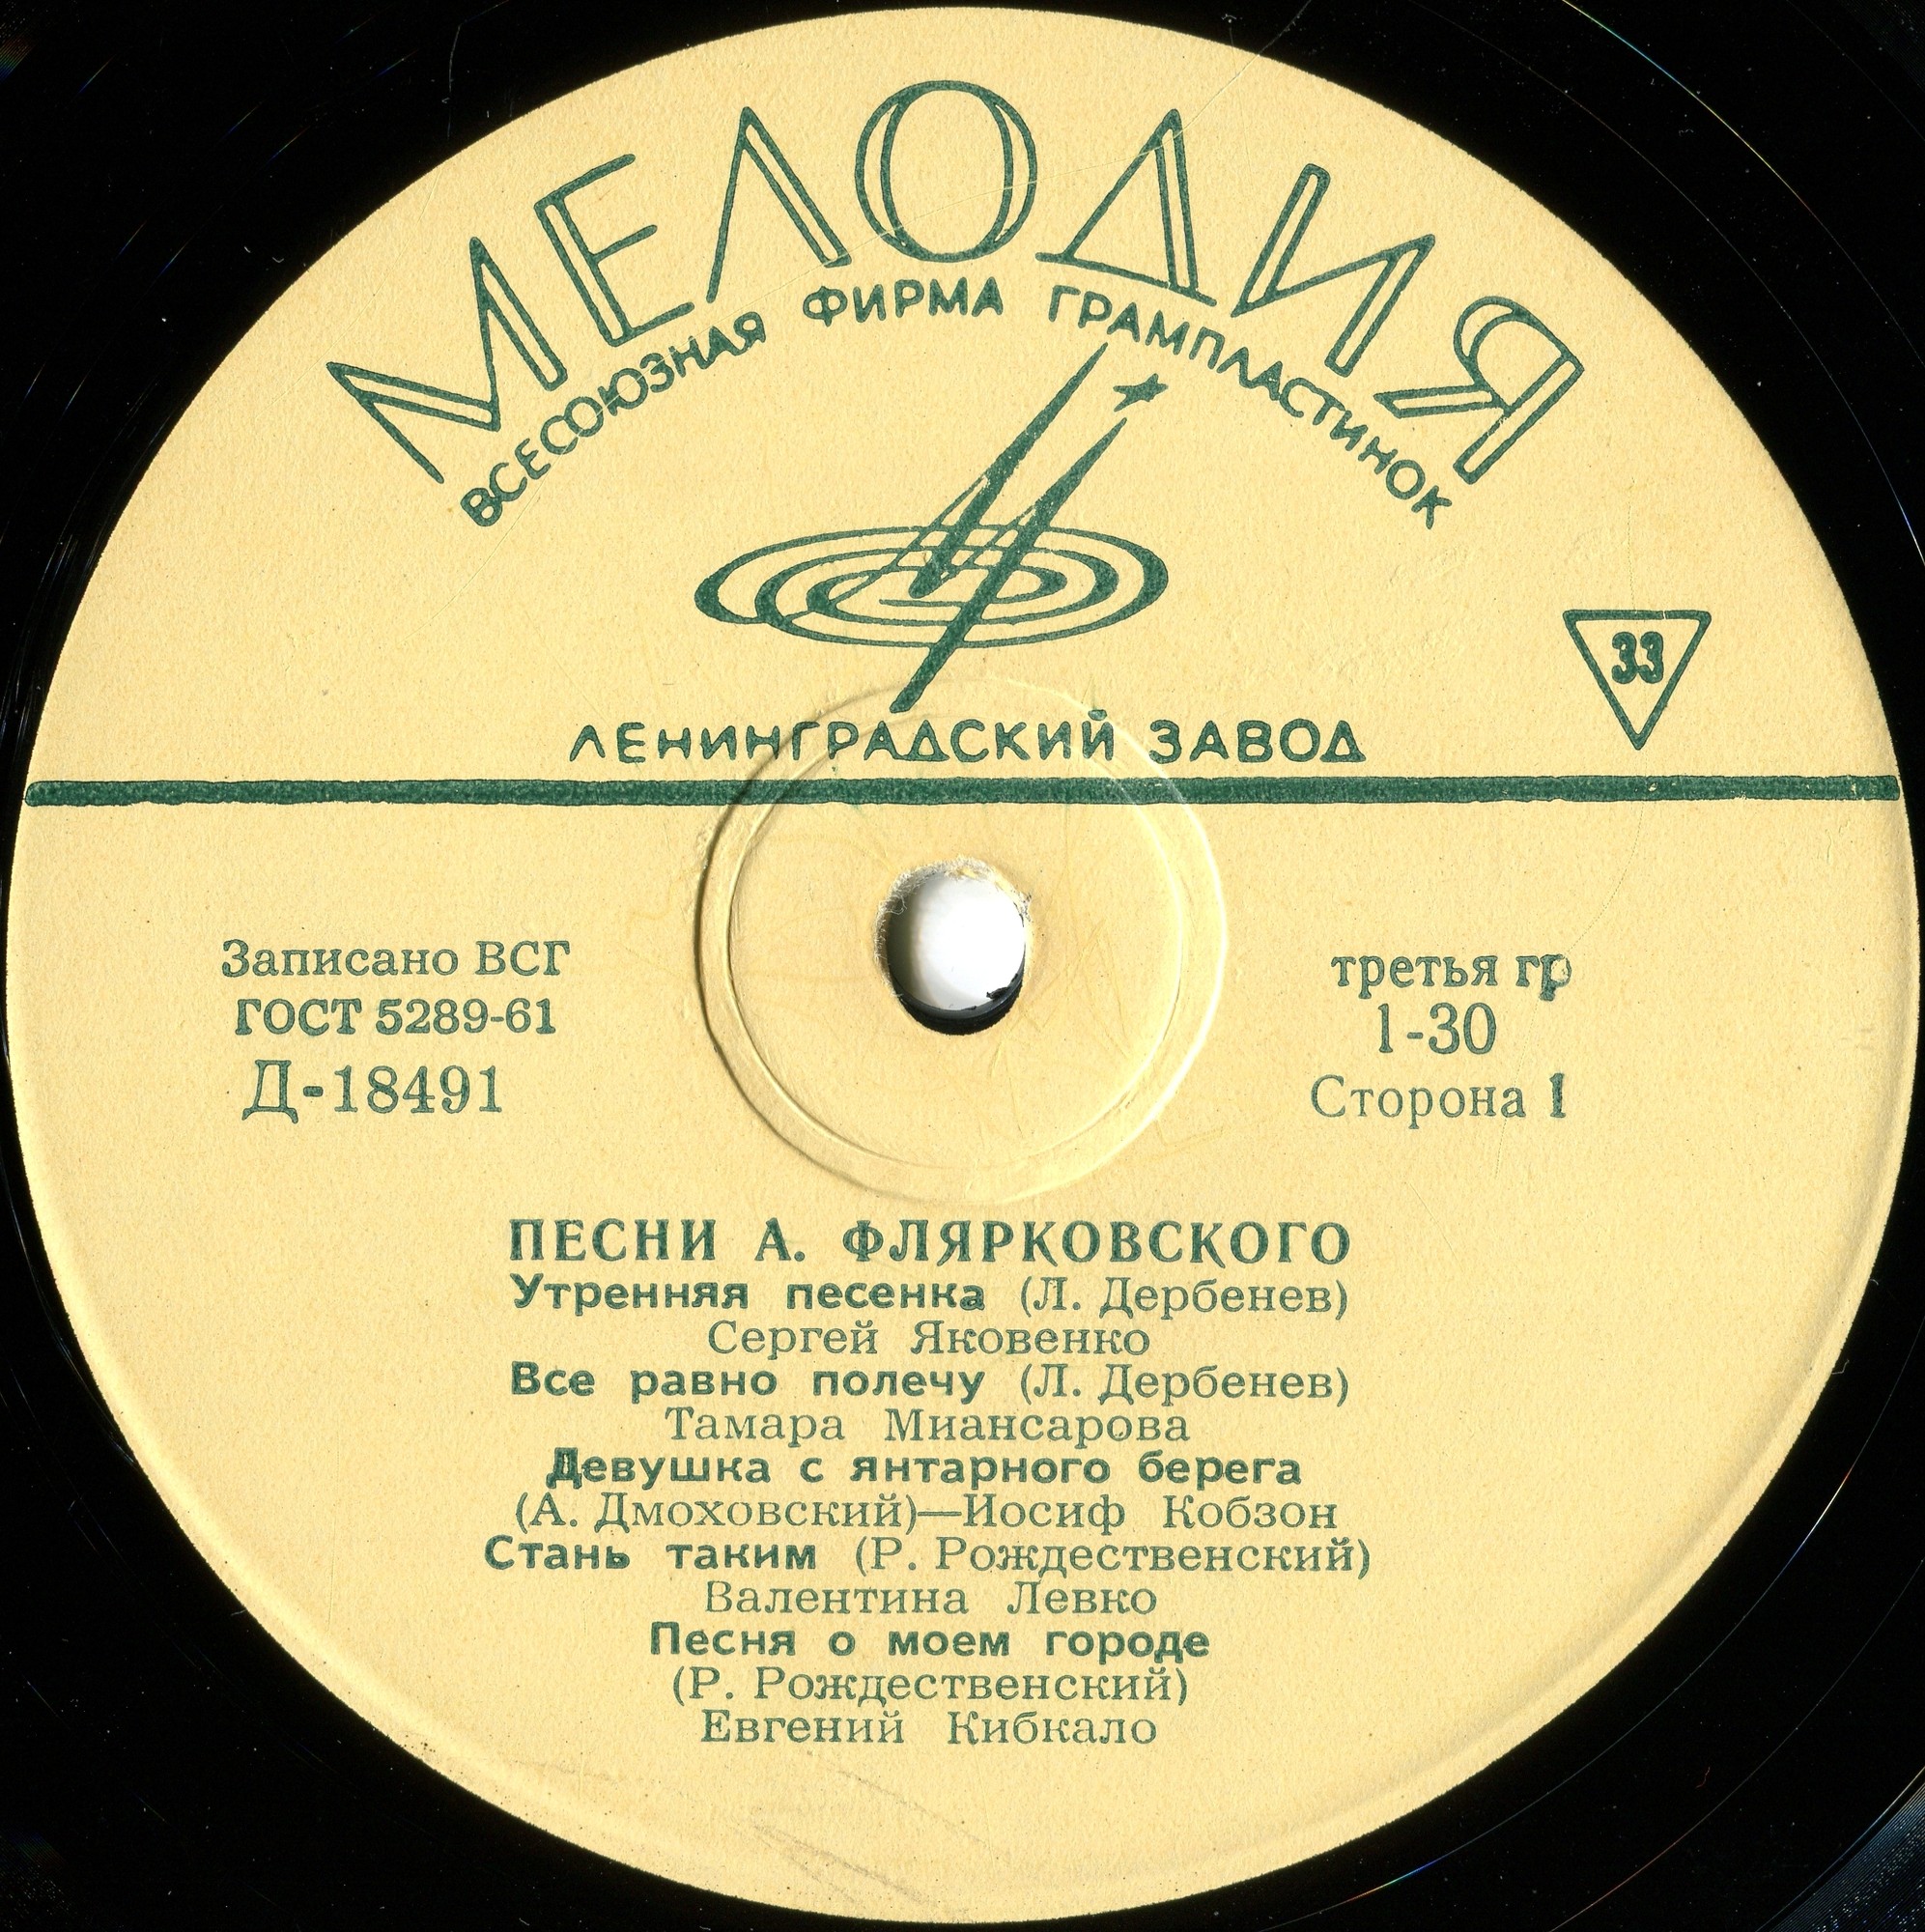 МЕЛОДИЯ
ВСЕСОЮЗНАЯ ФИРМА ГРАМПЛАСТИНОК
33
ЛЕНИНГРАДСКИЙ ЗАВОД
Записано ВСГ
ГОСТ 5289-61
Д-18491
третья гр
1-30
Сторона 1
ПЕСНИ А. ФЛЯРКОВСКОГО
Утренняя песенка (Л. Дербенев)
Сергей Яковенко
Все равно полечу (Л. Дербенев)
Тамара Миансарова
Девушка с янтарного берега
(А. Дмоховский)—Иосиф Кобзон
Стань таким (Р. Рождественский)
Валентина Левко
Песня о моем городе
(Р. Рождественский)
Евгений Кибкало